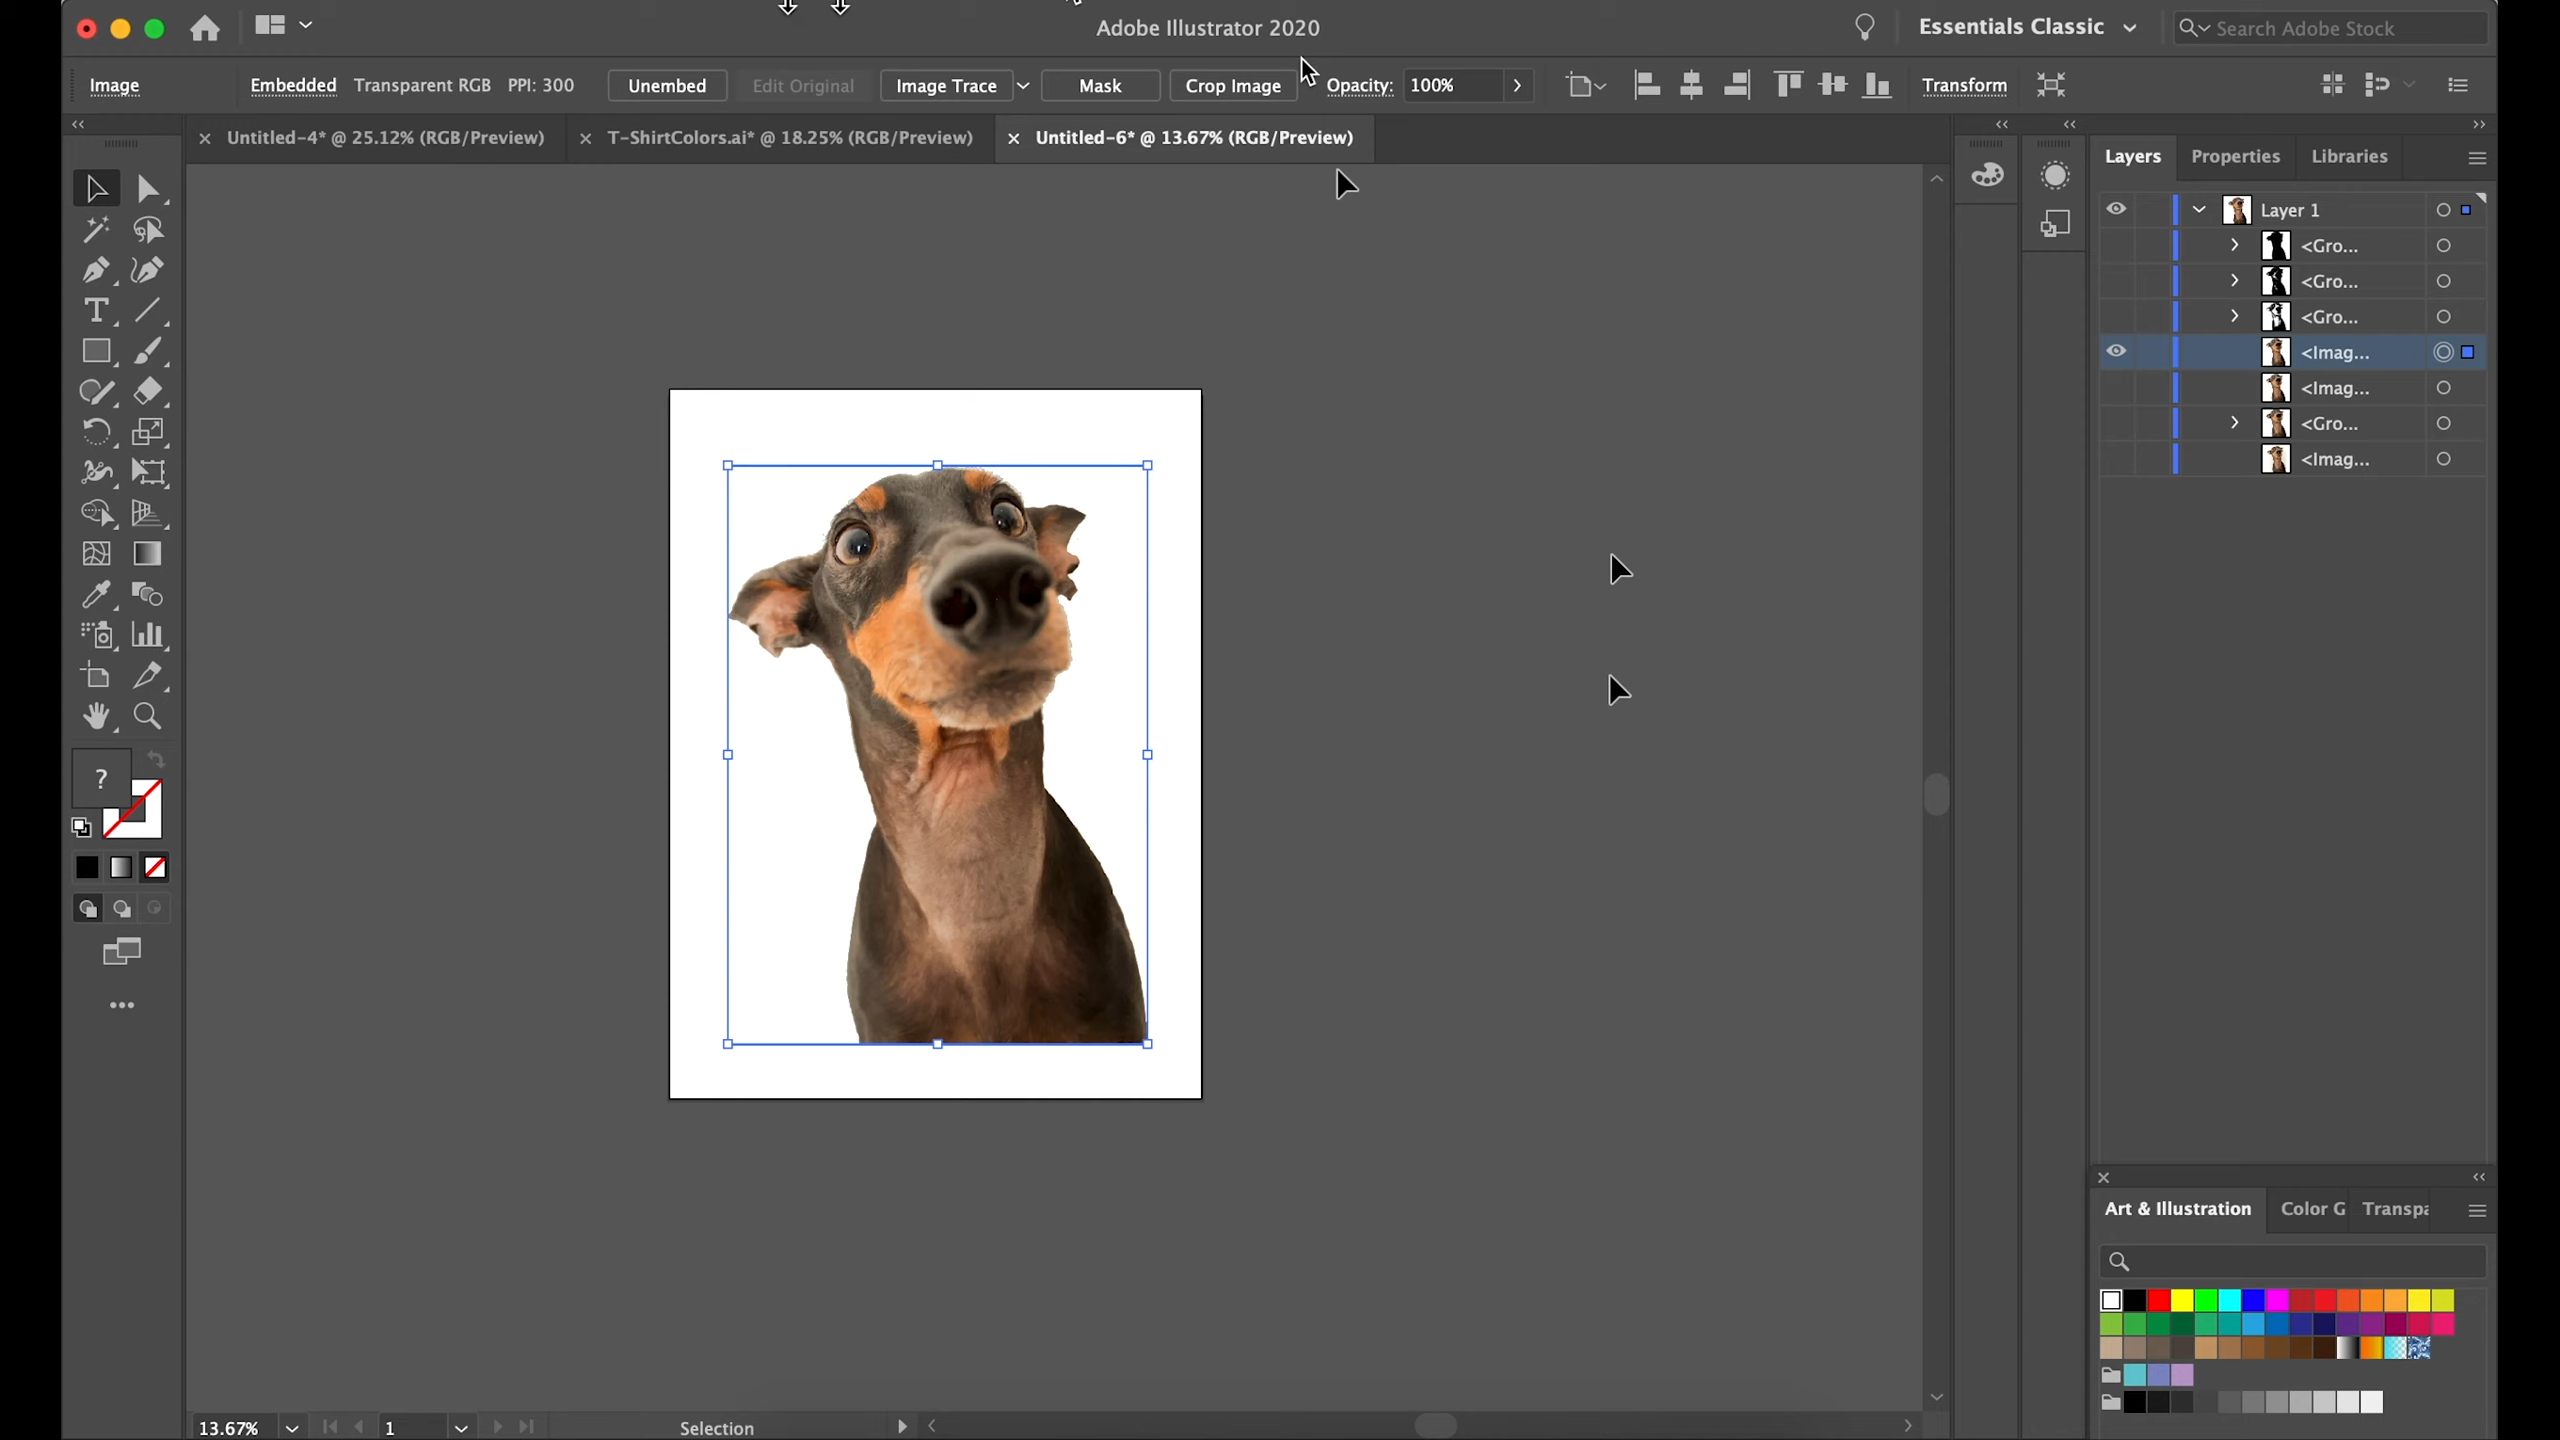 Adobe Illustrator 2020
Essentials Classic
Search Adobe Stock
Image
Embedded Transparent RGB PPI: 300
Unembed
Edit Original
Image Trace
Mask
Crop Image
Opacity: 100%
Transform
Untitled-4* @ 25.12% (RGB/Preview)
T-ShirtColors.ai* @ 18.25% (RGB/Preview)
Untitled-6* @ 13.67% (RGB/Preview)
Layers
Properties
Libraries
Layer 1
<Gro...
<Gro...
<Gro...
<Imag...
<Imag...
<Gro...
<Imag...
?
Art & Illustration
Color G
Transpa
13.67%
1
Selection